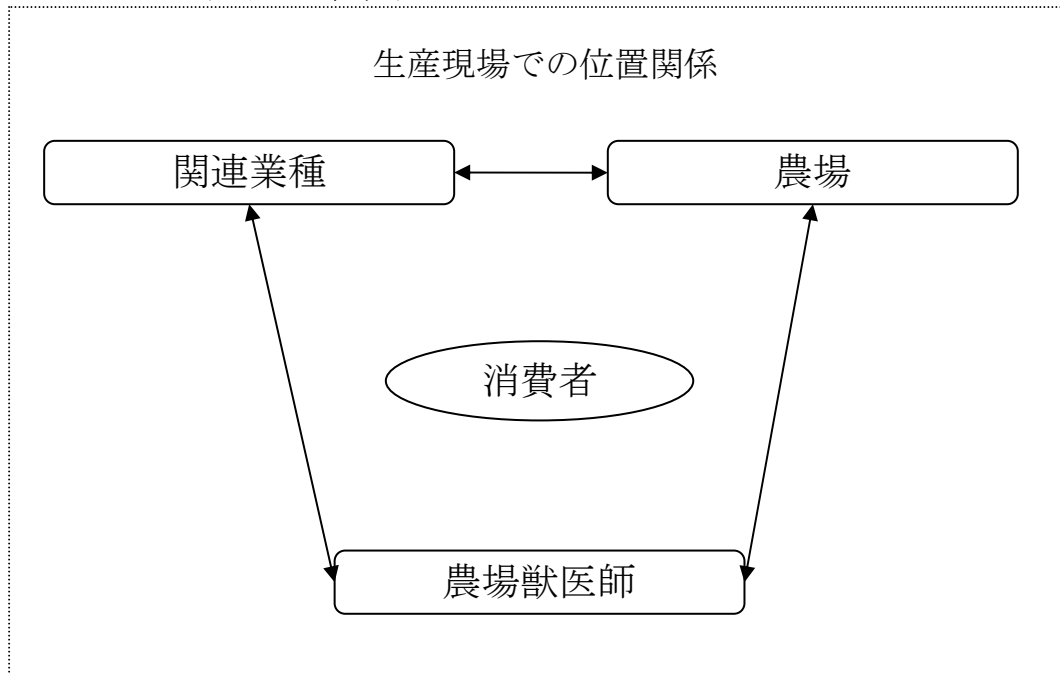 生産現場での位置関係
関連業種
農場
消費者
農場獣医師